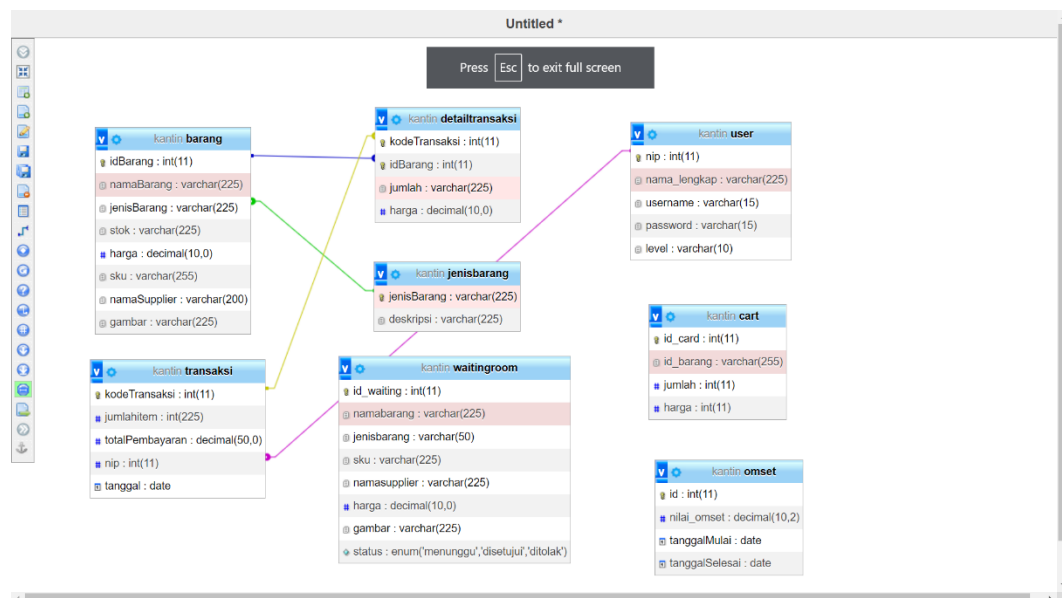 Untitled *
Press Esc to exit full screen
kantin barang
idBarang : int(11)
namaBarang : varchar(225)
jenisBarang : varchar(225)
stok : varchar(225)
harga : decimal(10,0)
sku : varchar(255)
namaSupplier : varchar(200)
gambar : varchar(225)
kantin detailtransaksi
kodeTransaksi : int(11)
idBarang : int(11)
jumlah : varchar(225)
harga : decimal(10,0)
kantin user
nip : int(11)
nama_lengkap : varchar(225)
username : varchar(15)
password : varchar(15)
level : varchar(10)
kantin jenisbarang
jenisBarang : varchar(225)
deskripsi : varchar(225)
kantin cart
id_card : int(11)
id_barang : varchar(255)
jumlah : int(11)
harga : int(11)
kantin transaksi
kodeTransaksi : int(11)
jumlahitem : int(225)
totalPembayaran : decimal(50,0)
nip : int(11)
tanggal : date
kantin waitingroom
id_waiting : int(11)
namabarang : varchar(225)
jenisbarang : varchar(50)
sku : varchar(225)
namasupplier : varchar(225)
harga : decimal(10,0)
gambar : varchar(225)
status : enum('menunggu','disetujui','ditolak')
kantin omset
id : int(11)
nilai_omset : decimal(10,2)
tanggalMulai : date
tanggalSelesai : date